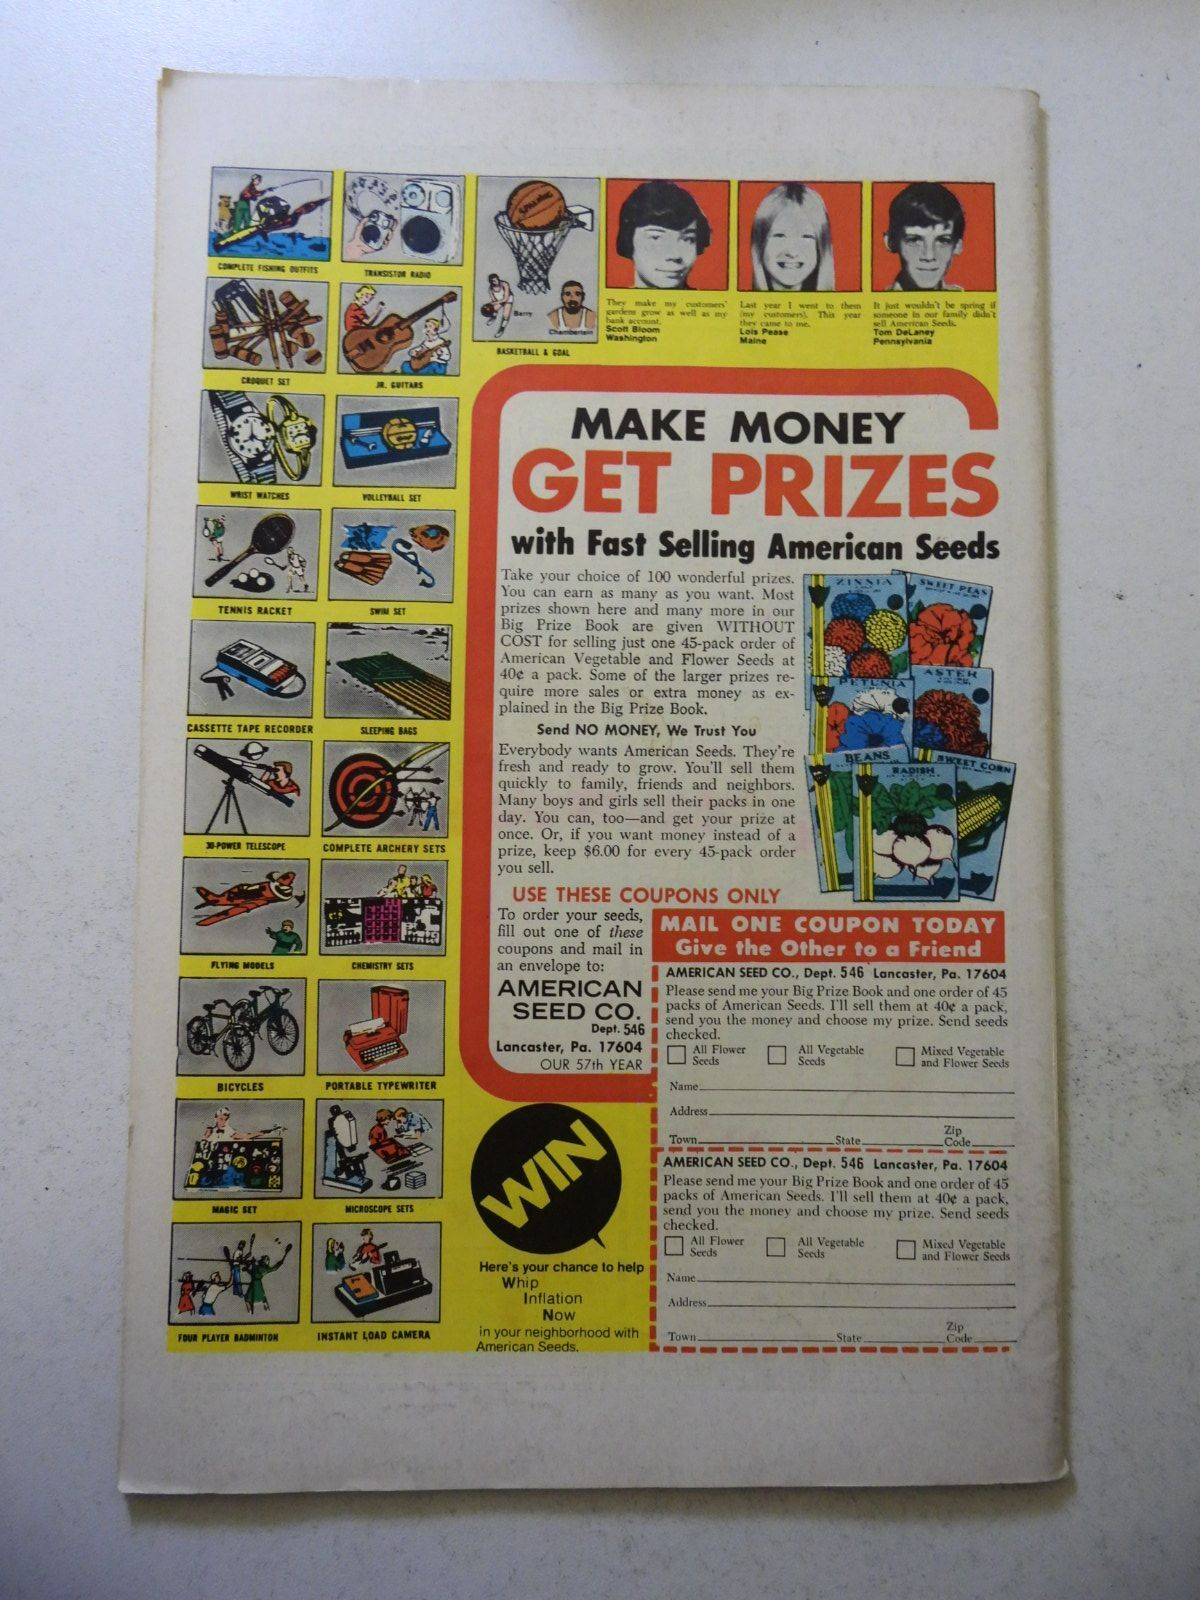 COMPLETE FISHING OUTFITS
TRANSISTOR RADIO
CROQUET SET
JR. GUITARS
WRIST WATCHES
VOLLEYBALL SET
TENNIS RACKET
SWIM SET
CASSETTE TAPE RECORDER
SLEEPING BAGS
30-POWER TELESCOPE
COMPLETE ARCHERY SETS
FLYING MODELS
CHEMISTRY SETS
BICYCLES
PORTABLE TYPEWRITER
MAGIC SET
MICROSCOPE SETS
FOUR PLAYER BADMINTON
INSTANT LOAD CAMERA
SPALDING
Barry
Chamberlain
BASKETBALL & GOAL
They make my customers'
gardens grow as well as my
bank account.
Scott Bloom
Washington
Last year I went to them
(my customers). This year
they came to me.
Lois Pease
Maine
It just wouldn't be spring if
someone in our family didn't
sell American Seeds.
Tom DeLaney
Pennsylvania
MAKE MONEY
GET PRIZES
with Fast Selling American Seeds
Take your choice of 100 wonderful prizes.
You can earn as many as you want. Most
prizes shown here and many more in our
Big Prize Book are given WITHOUT
COST for selling just one 45-pack order of
American Vegetable and Flower Seeds at
40¢ a pack. Some of the larger prizes re-
quire more sales or extra money as ex-
plained in the Big Prize Book.
Send NO MONEY, We Trust You
Everybody wants American Seeds. They're
fresh and ready to grow. You'll sell them
quickly to family, friends and neighbors.
Many boys and girls sell their packs in one
day. You can, too—and get your prize at
once. Or, if you want money instead of a
prize, keep $6.00 for every 45-pack order
you sell.
ZINNIA
SWEET PEAS
PETUNIA
ASTER
BEANS
RADISH
SWEET CORN
USE THESE COUPONS ONLY
To order your seeds,
fill out one of these
coupons and mail in
an envelope to:
AMERICAN
SEED CO.
Dept. 546
Lancaster, Pa. 17604
OUR 57th YEAR
WIN
Here's your chance to help
Whip
Inflation
Now
in your neighborhood with
American Seeds.
MAIL ONE COUPON TODAY
Give the Other to a Friend
AMERICAN SEED CO., Dept. 546 Lancaster, Pa. 17604
Please send me your Big Prize Book and one order of 45
packs of American Seeds. I'll sell them at 40¢ a pack,
send you the money and choose my prize. Send seeds
checked.
All Flower Seeds
All Vegetable Seeds
Mixed Vegetable and Flower Seeds
Name
Address
Town State Zip Code
AMERICAN SEED CO., Dept. 546 Lancaster, Pa. 17604
Please send me your Big Prize Book and one order of 45
packs of American Seeds. I'll sell them at 40¢ a pack,
send you the money and choose my prize. Send seeds
checked.
All Flower Seeds
All Vegetable Seeds
Mixed Vegetable and Flower Seeds
Name
Address
Town State Zip Code